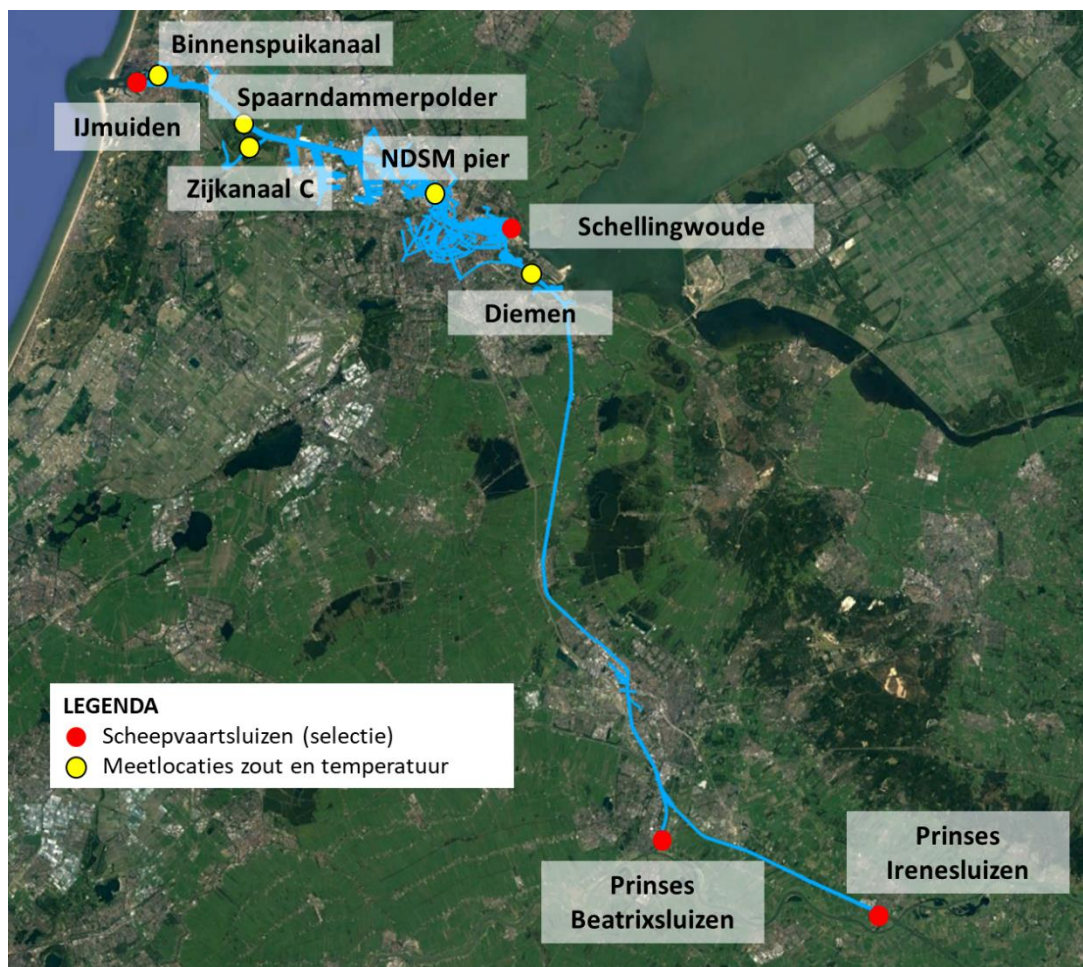 Binnenspuikanaal
Spaarndammerpolder
IJmuiden
NDSM pier
Zijkanaal C
Schellingwoude
Diemen
LEGENDA
Scheepvaartsluizen (selectie)
Meetlocaties zout en temperatuur
Prinses
Irenesluizen
Prinses
Beatrixsluizen